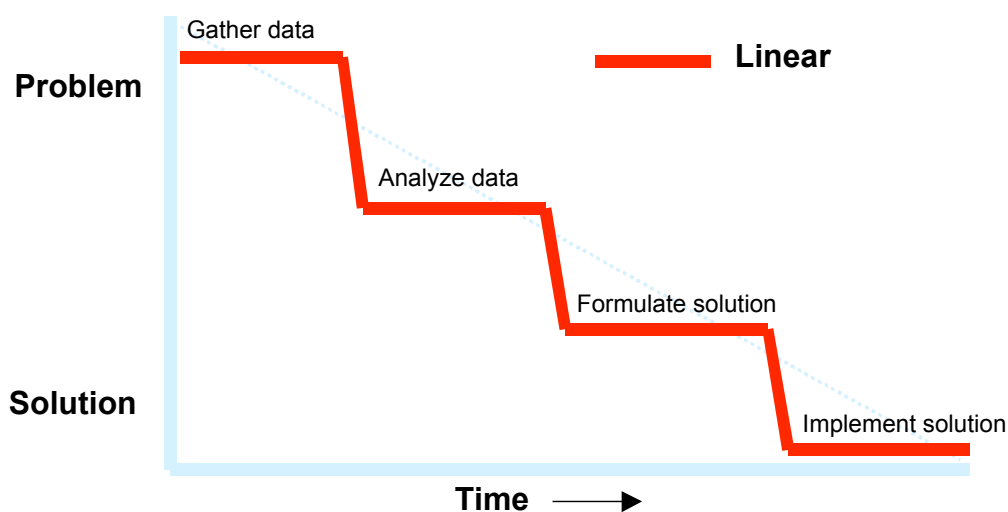 Gather data
Linear
Problem
Analyze data
Formulate solution
Solution
Implement solution
Time